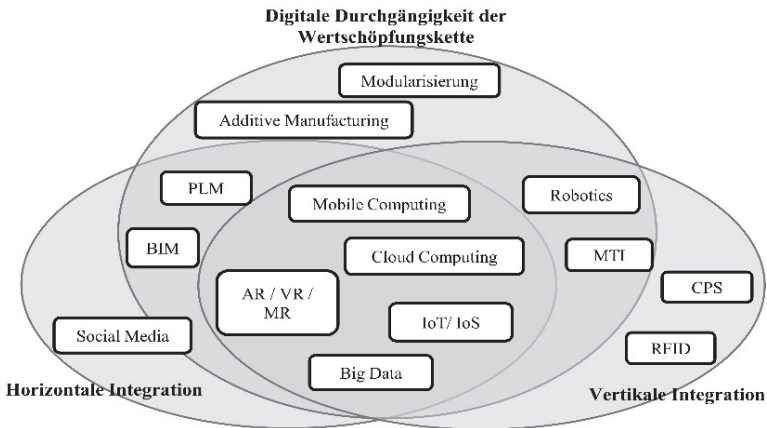 Digitale Durchgängigkeit der
Wertschöpfungskette
Modularisierung
Additive Manufacturing
PLM
Mobile Computing
Robotics
BIM
Cloud Computing
MTI
AR / VR /
MR
CPS
IoT/ IoS
Social Media
RFID
Big Data
Horizontale Integration
Vertikale Integration